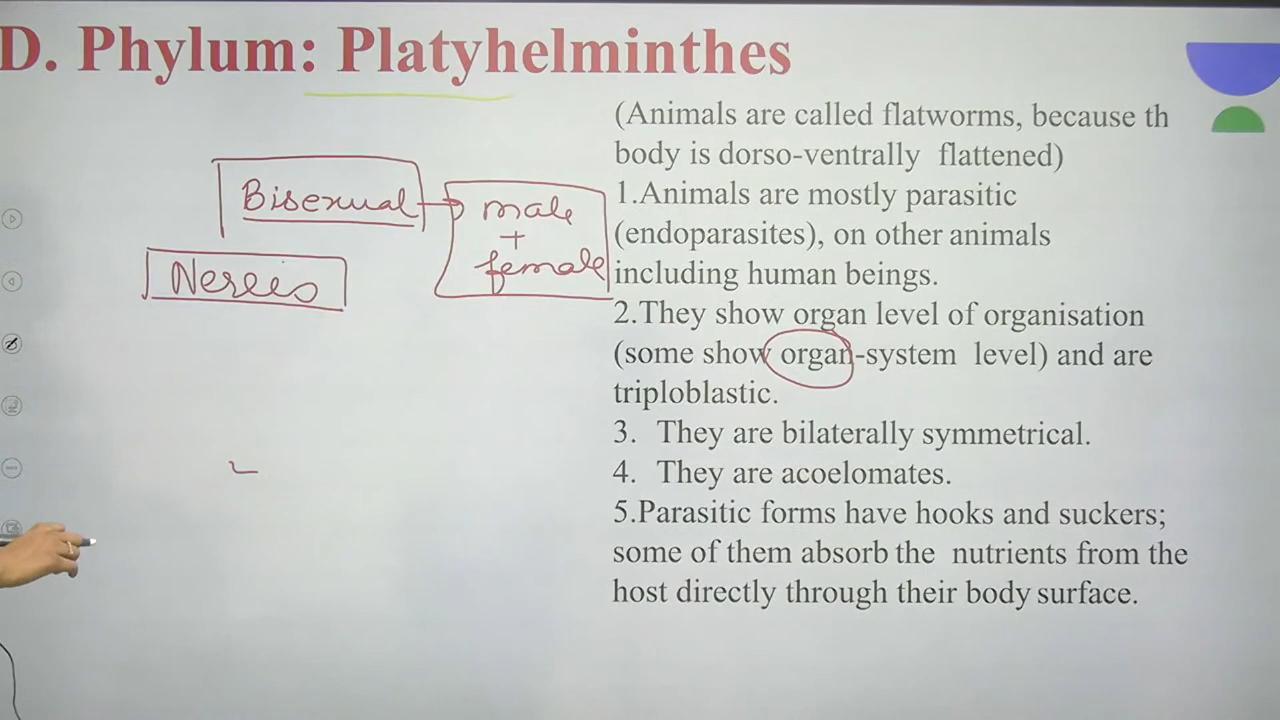 D. Phylum: Platyhelminthes
(Animals are called flatworms, because th
body is dorso-ventrally flattened)
1.Animals are mostly parasitic
(endoparasites), on other animals
including human beings.
2.They show organ level of organisation
(some show organ-system level) and are
triploblastic.
3. They are bilaterally symmetrical.
4. They are acoelomates.
5.Parasitic forms have hooks and suckers;
some of them absorb the nutrients from the
host directly through their body surface.
Bisexual
male
+
female
Nereis